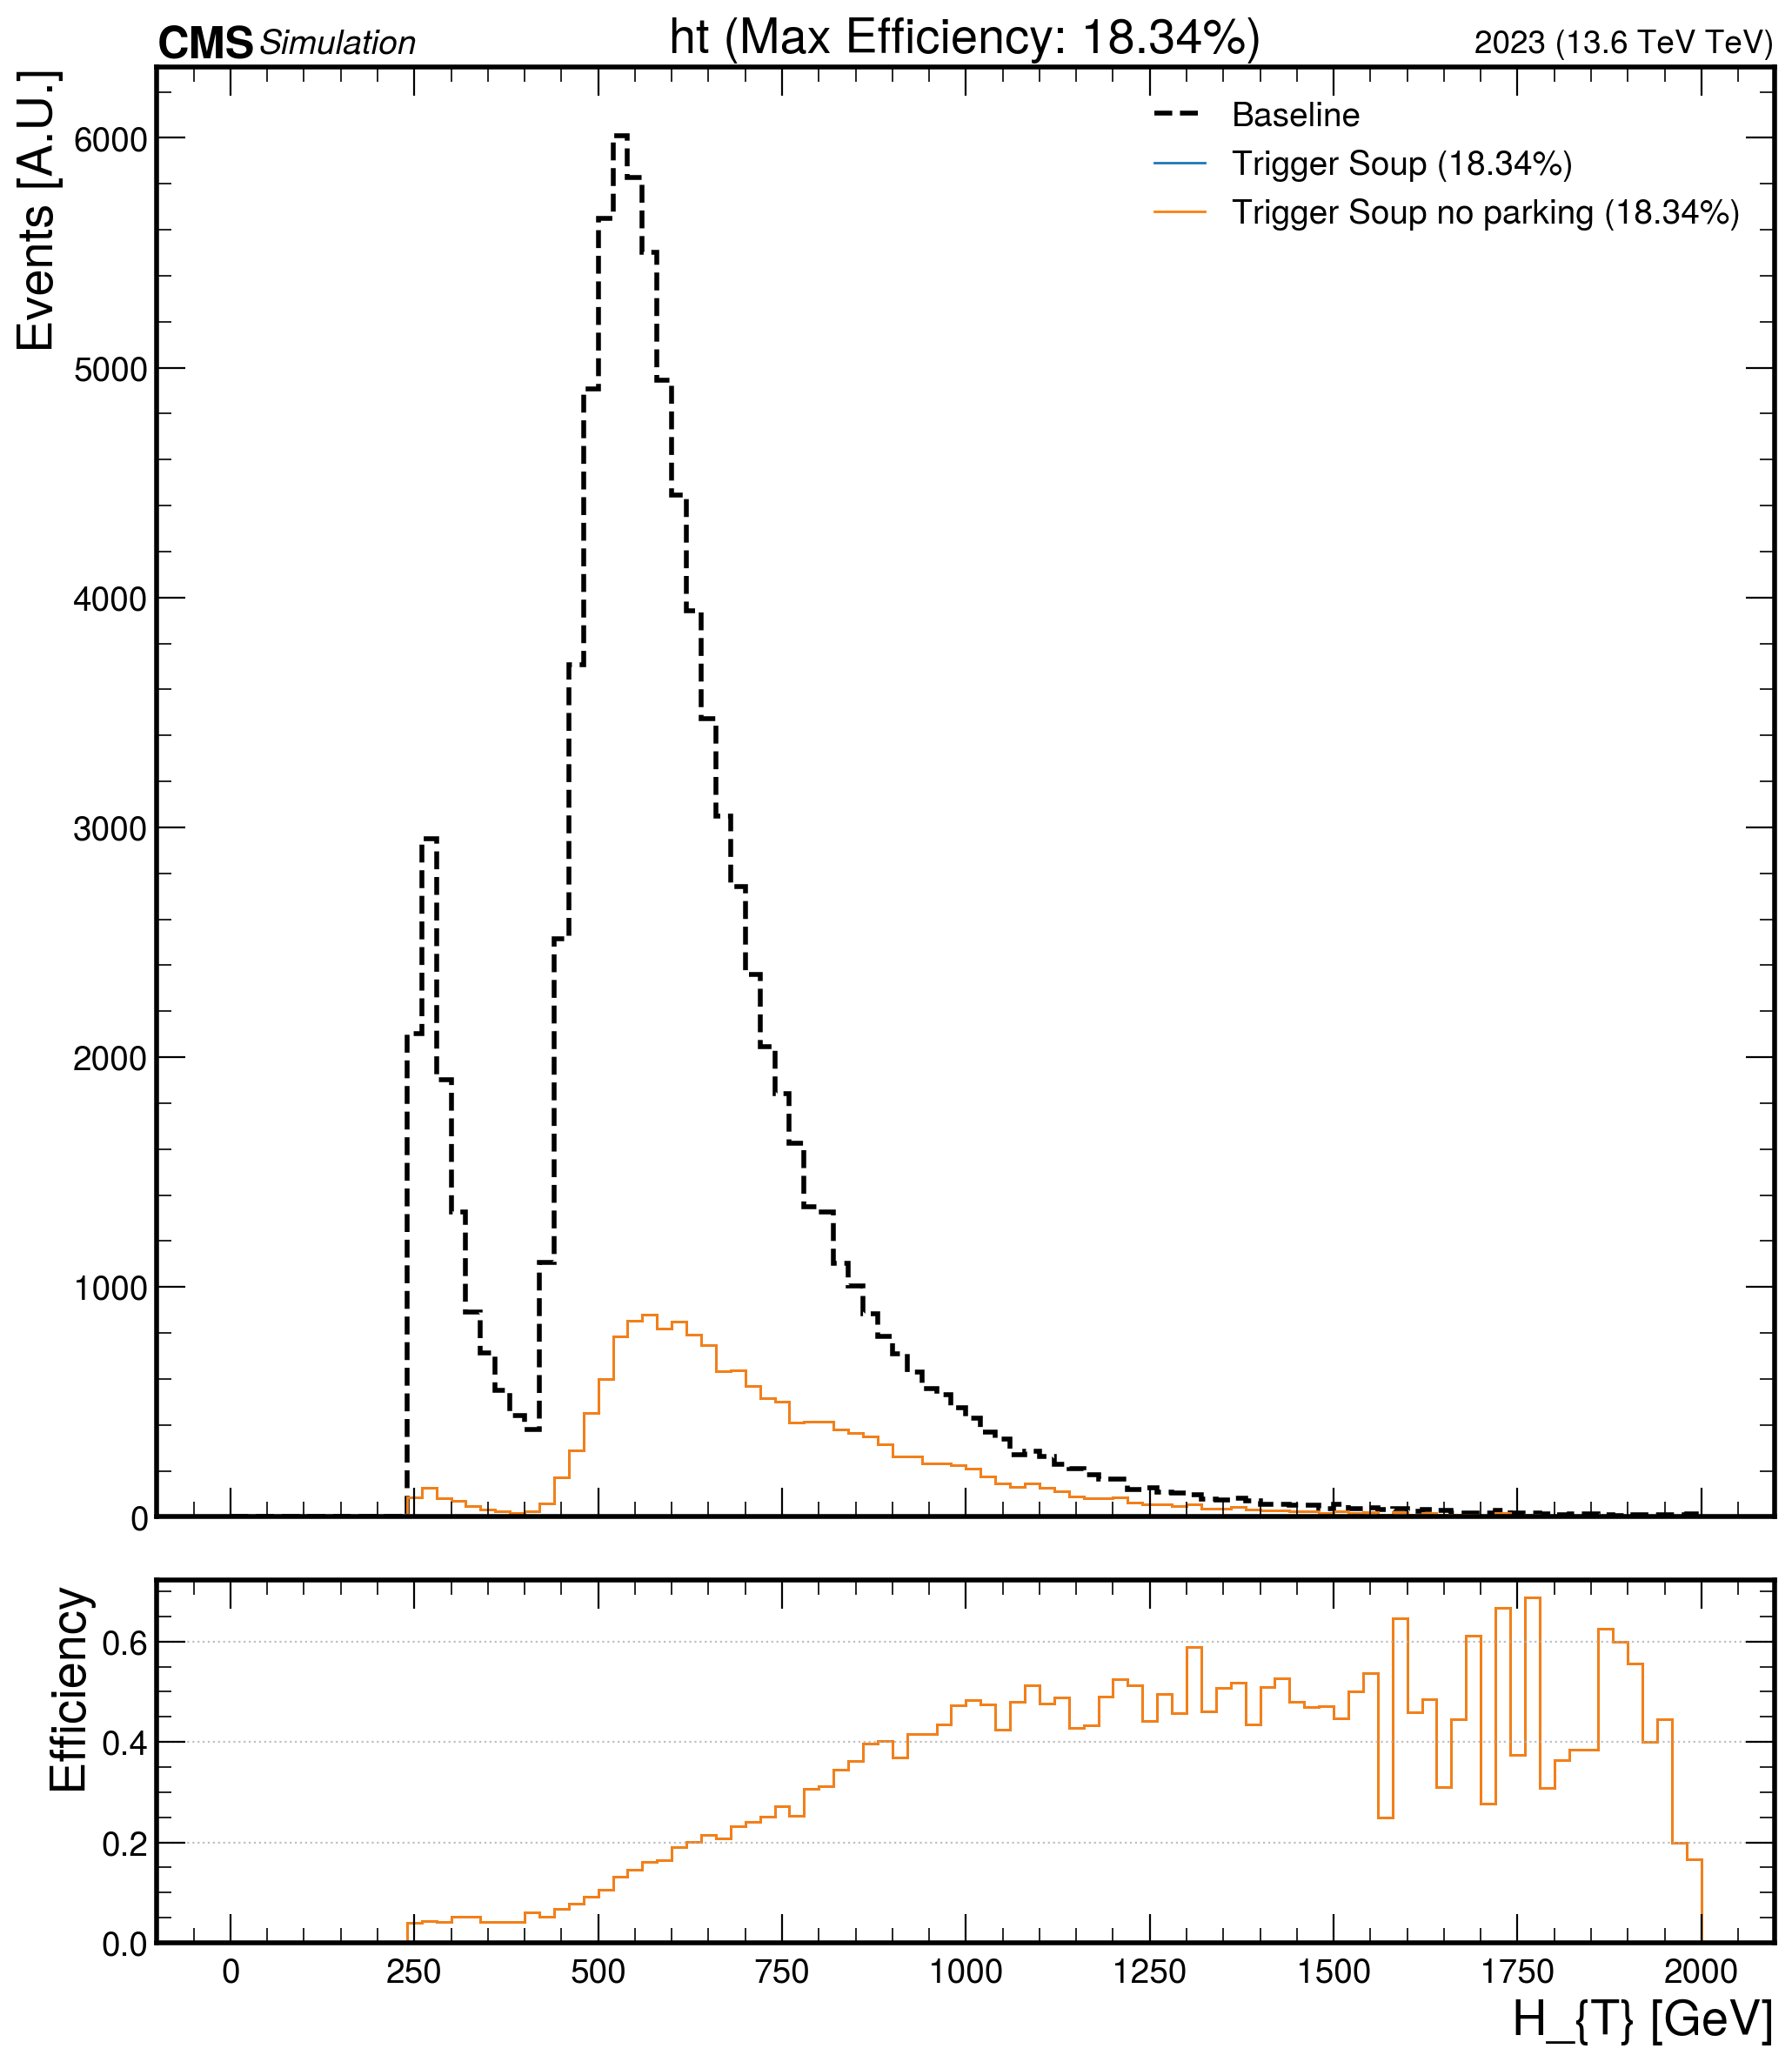 CMS Simulation
ht (Max Efficiency: 18.34%)
2023 (13.6 TeV TeV)
Events [A.U.]
6000
5000
4000
3000
2000
1000
0
Baseline
Trigger Soup (18.34%)
Trigger Soup no parking (18.34%)
Efficiency
0.6
0.4
0.2
0.0
0 250 500 750 1000 1250 1500 1750 2000
H_{T} [GeV]